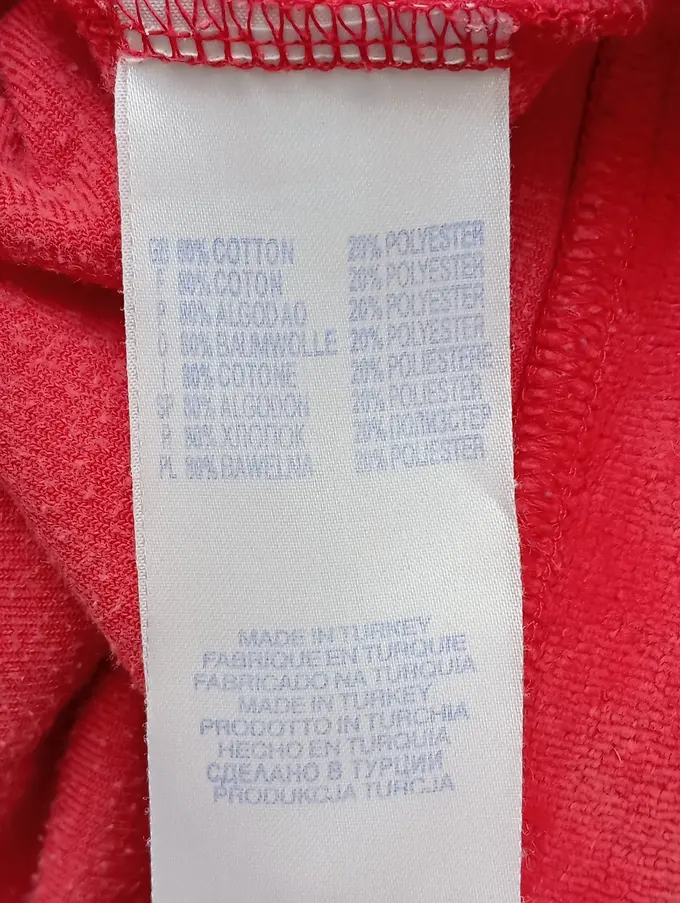 GB 80% COTTON 20% POLYESTER
F 80% COTON 20% POLYESTER
P 80% ALGODAO 20% POLYESTER
D 80% BAUMWOLLE 20% POLYESTER
I 80% COTONE 20% POLIESTERE
SP 80% ALGODON 20% POLIESTER
R 80% ХЛОПОК 20% ПОЛИЭСТЕР
PL 80% BAWELNA 20% POLIESTER
MADE IN TURKEY
FABRIQUE EN TURQUIE
FABRICADO NA TURQUIA
MADE IN TURKEY
PRODOTTO IN TURCHIA
HECHO EN TURQUIA
СДЕЛАНО В ТУРЦИИ
PRODUKCJA TURCJA